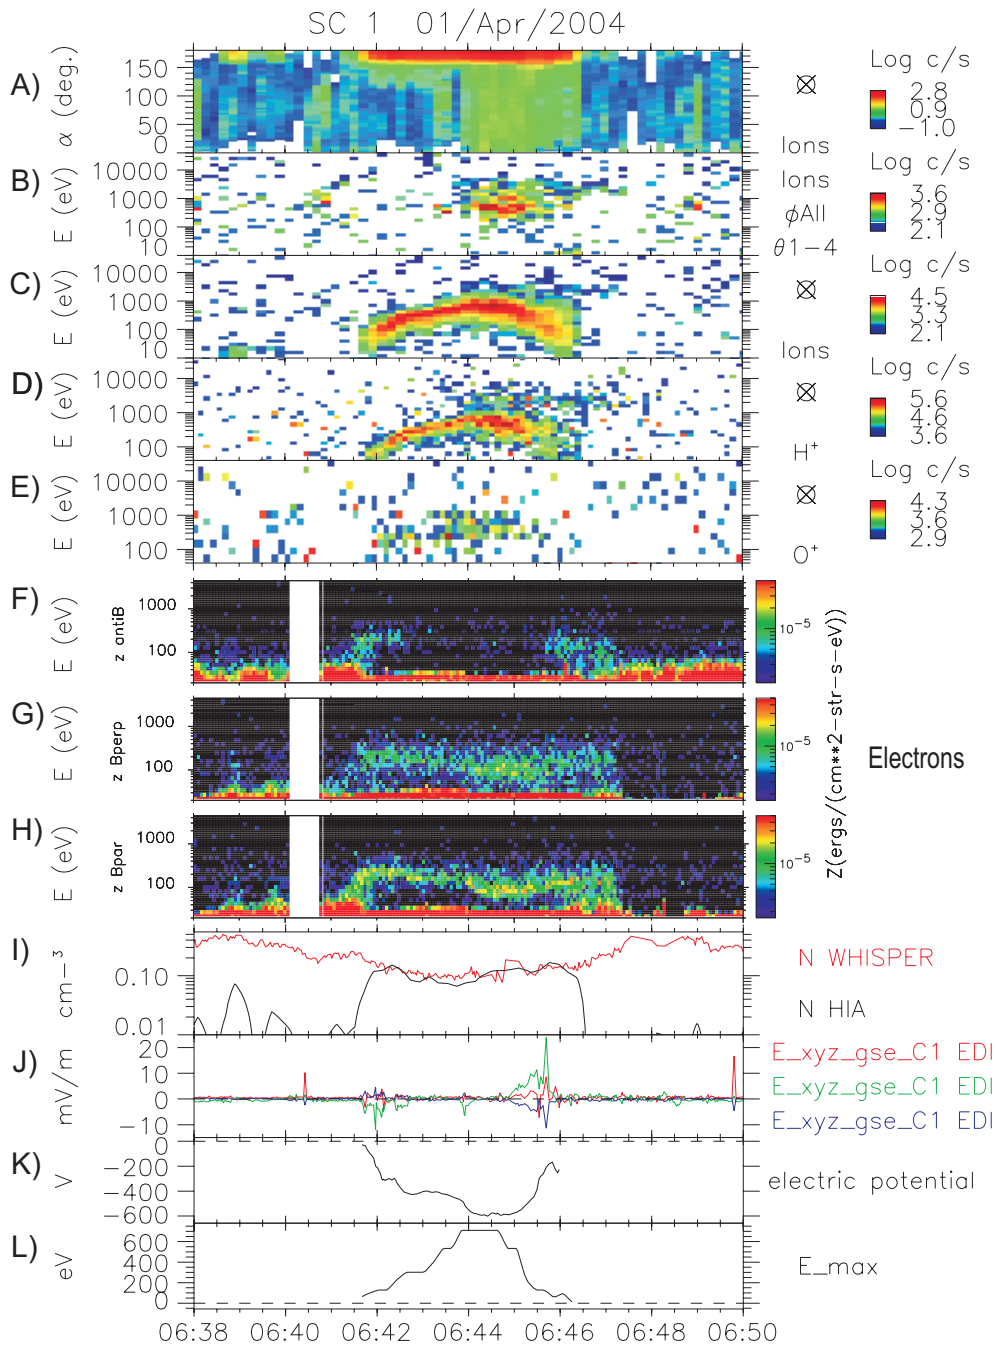 SC 1 01/Apr/2004
A)
α (deg.)
150
100
50
0
Ions
Log c/s
2.8
0.9
-1.0
B)
E (eV)
10000
1000
100
10
Ions
φAll
θ1-4
Log c/s
3.6
2.9
2.1
C)
E (eV)
10000
1000
100
10
Ions
Log c/s
4.5
3.3
2.1
D)
E (eV)
10000
1000
100
H+
Log c/s
5.6
4.6
3.6
E)
E (eV)
10000
1000
100
O+
Log c/s
4.3
3.6
2.9
F)
E (eV)
z antiB
1000
100
10⁻⁵
G)
E (eV)
z Bperp
1000
100
10⁻⁵
H)
E (eV)
z Bpar
1000
100
10⁻⁵
Z(ergs/(cm**2-str-s-eV)
Electrons
I)
cm-3
0.10
0.01
N WHISPER
N HIA
J)
mV/m
20
10
0
-10
E_xyz_gse_C1 EDI
E_xyz_gse_C1 EDI
E_xyz_gse_C1 EDI
K)
V
0
-200
-400
-600
electric potential
L)
eV
600
400
200
0
E_max
06:38 06:40 06:42 06:44 06:46 06:48 06:50